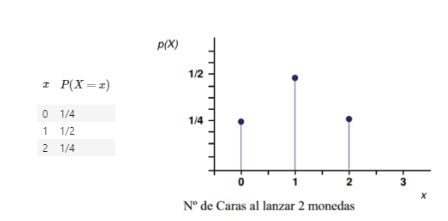 x P(X = x)
0 1/4
1 1/2
2 1/4
p(X)
1/2
1/4
0 1 2 3
x
Nº de Caras al lanzar 2 monedas